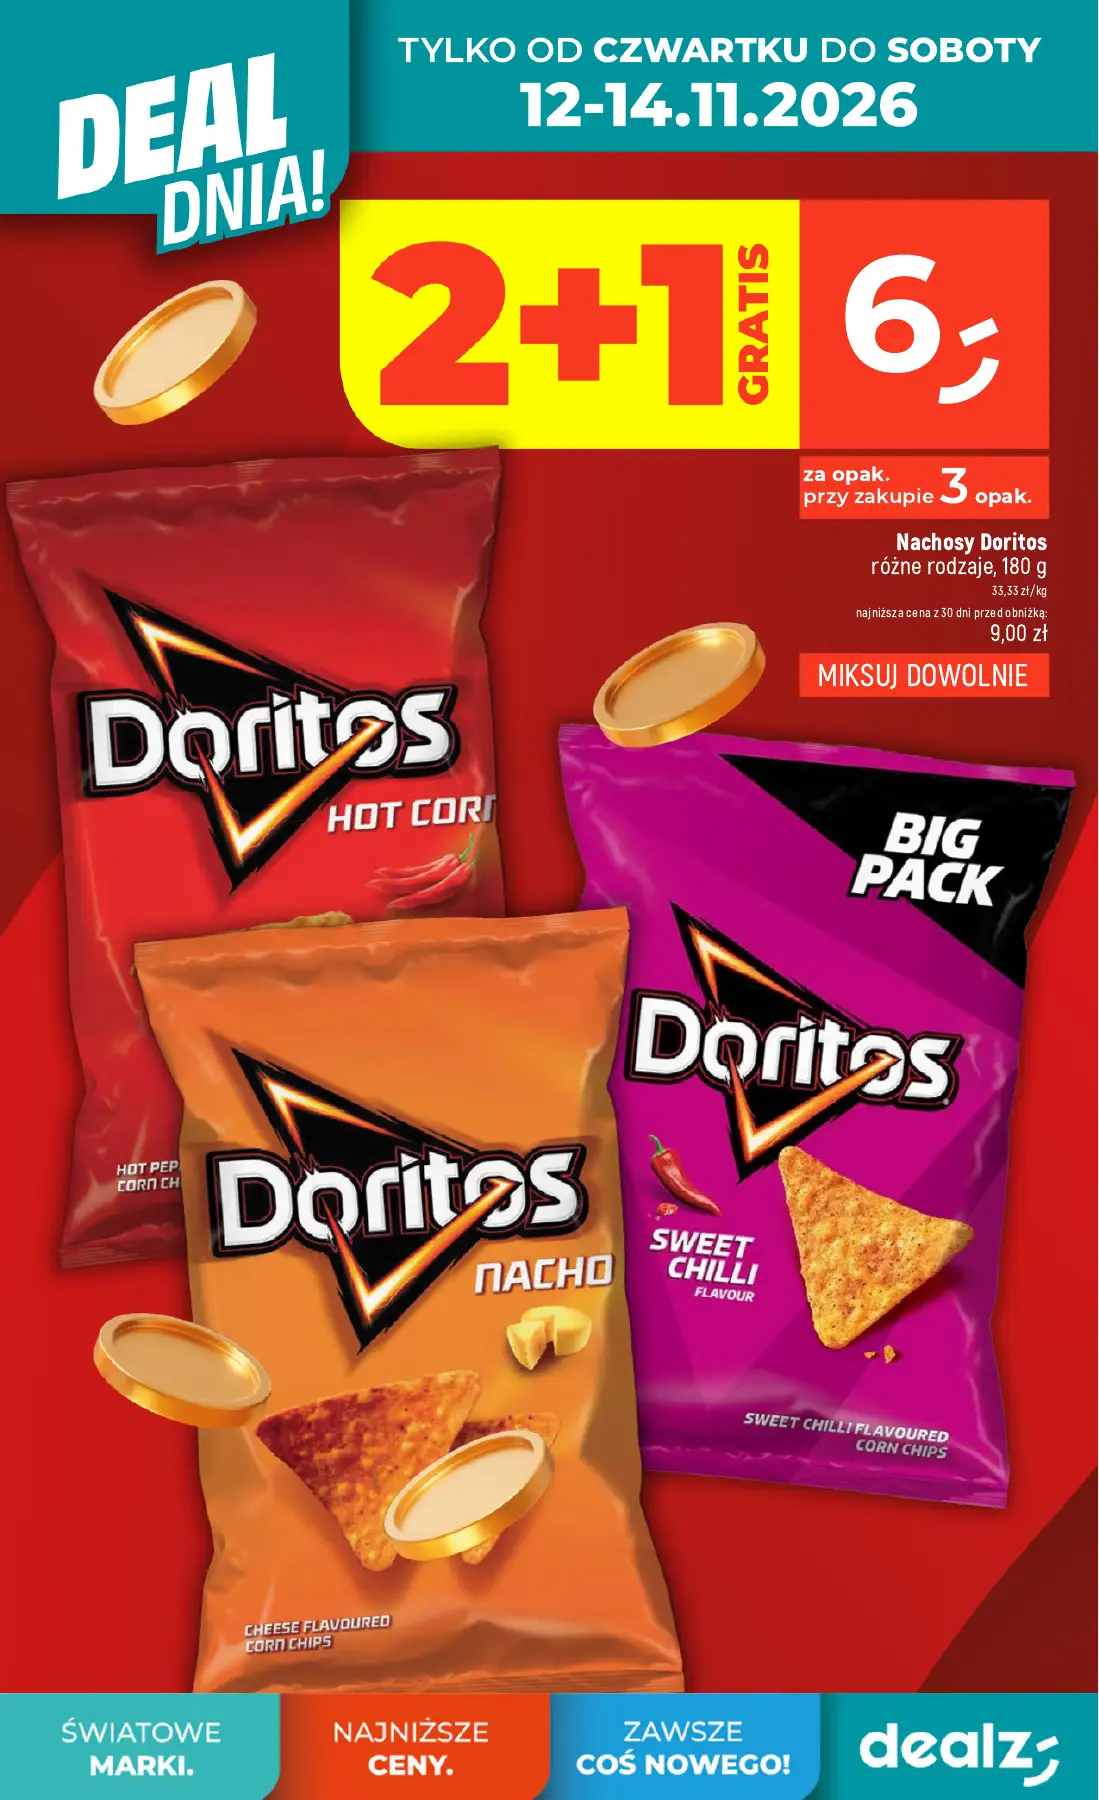 DEAL
DNIA!
TYLKO OD CZWARTKU DO SOBOTY
12-14.11.2026
2+1
GRATIS
6,-
za opak.
przy zakupie 3 opak.
Nachosy Doritos
różne rodzaje, 180 g
33,33 zł/kg
najniższa cena z 30 dni przed obniżką:
9,00 zł
MIKSUJ DOWOLNIE
Doritos
HOT CORN
HOT PEP
CORN CH
BIG
PACK
Doritos
SWEET
CHILLI
FLAVOUR
SWEET CHILLI FLAVOURED
CORN CHIPS
Doritos
NACHO
CHEESE FLAVOURED
CORN CHIPS
ŚWIATOWE
MARKI.
NAJNIŻSZE
CENY.
ZAWSZE
COŚ NOWEGO!
dealz